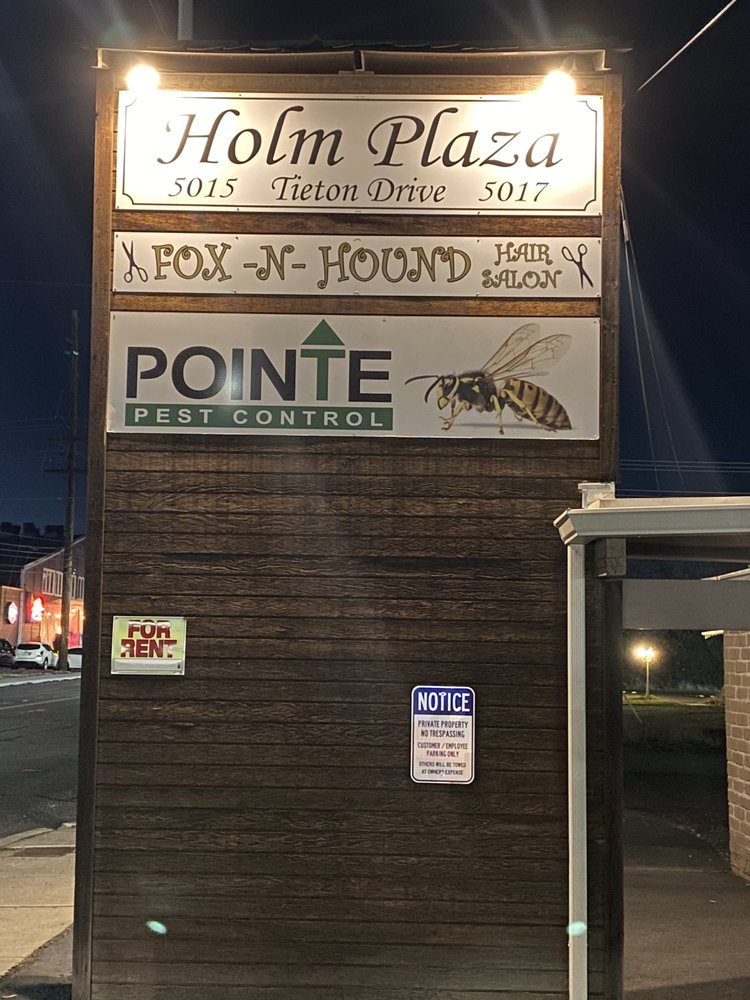 Holm Plaza
5015 Tieton Drive 5017
FOX -N- HOUND HAIR SALON
POINTE
PEST CONTROL
FOR
RENT
NOTICE
PRIVATE PROPERTY
NO TRESPASSING
CUSTOMER / EMPLOYEE
PARKING ONLY
OTHERS WILL BE TOWED
AT OWNERS EXPENSE